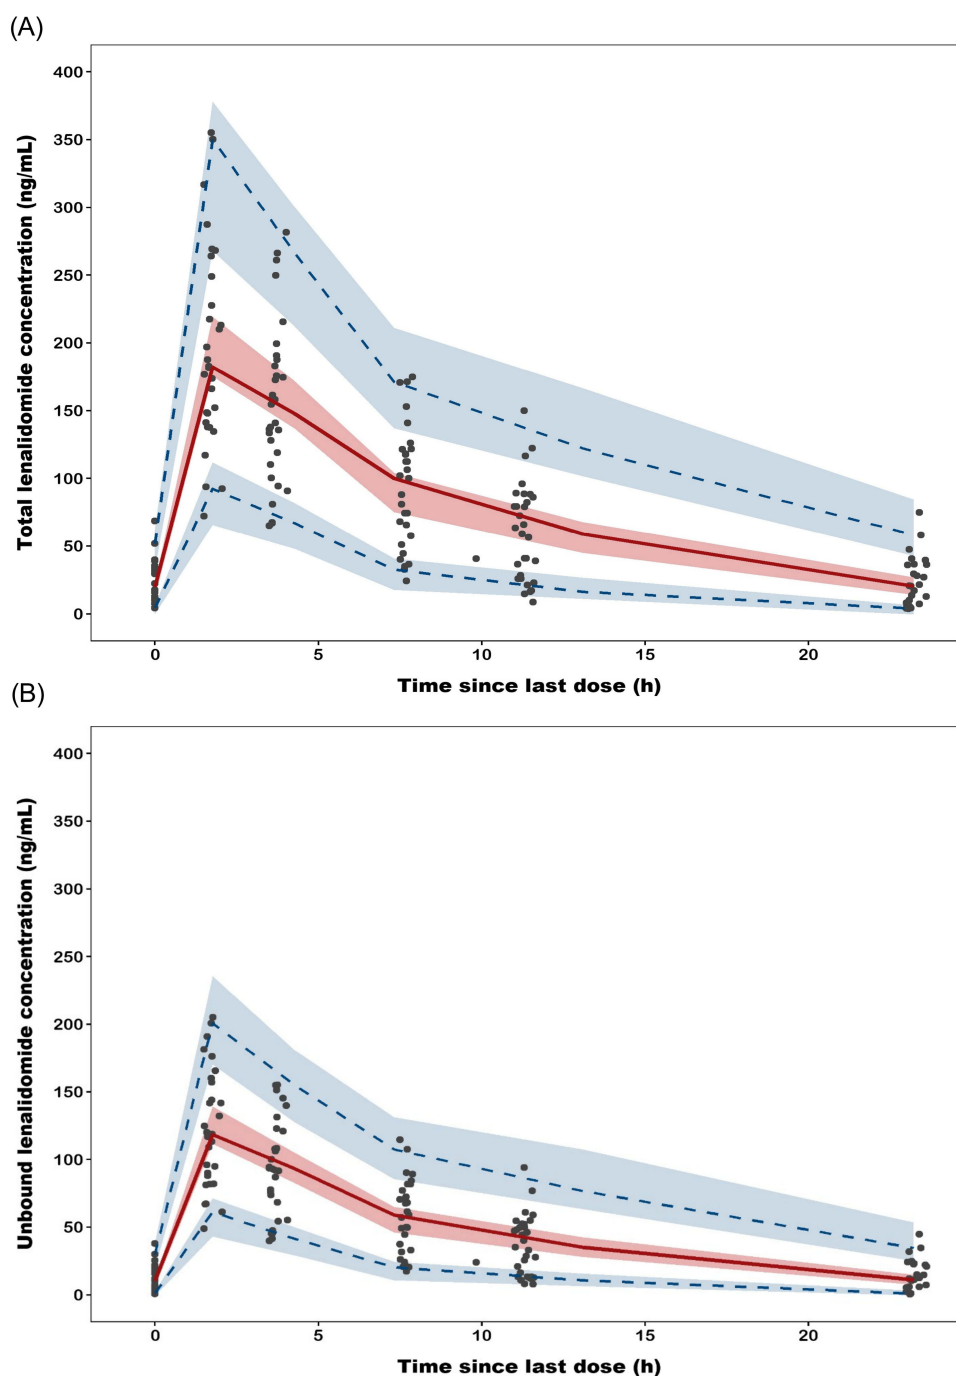 (A)
Total lenalidomide concentration (ng/mL)
400
350
300
250
200
150
100
50
0
0 5 10 15 20
Time since last dose (h)
(B)
Unbound lenalidomide concentration (ng/mL)
400
350
300
250
200
150
100
50
0
0 5 10 15 20
Time since last dose (h)